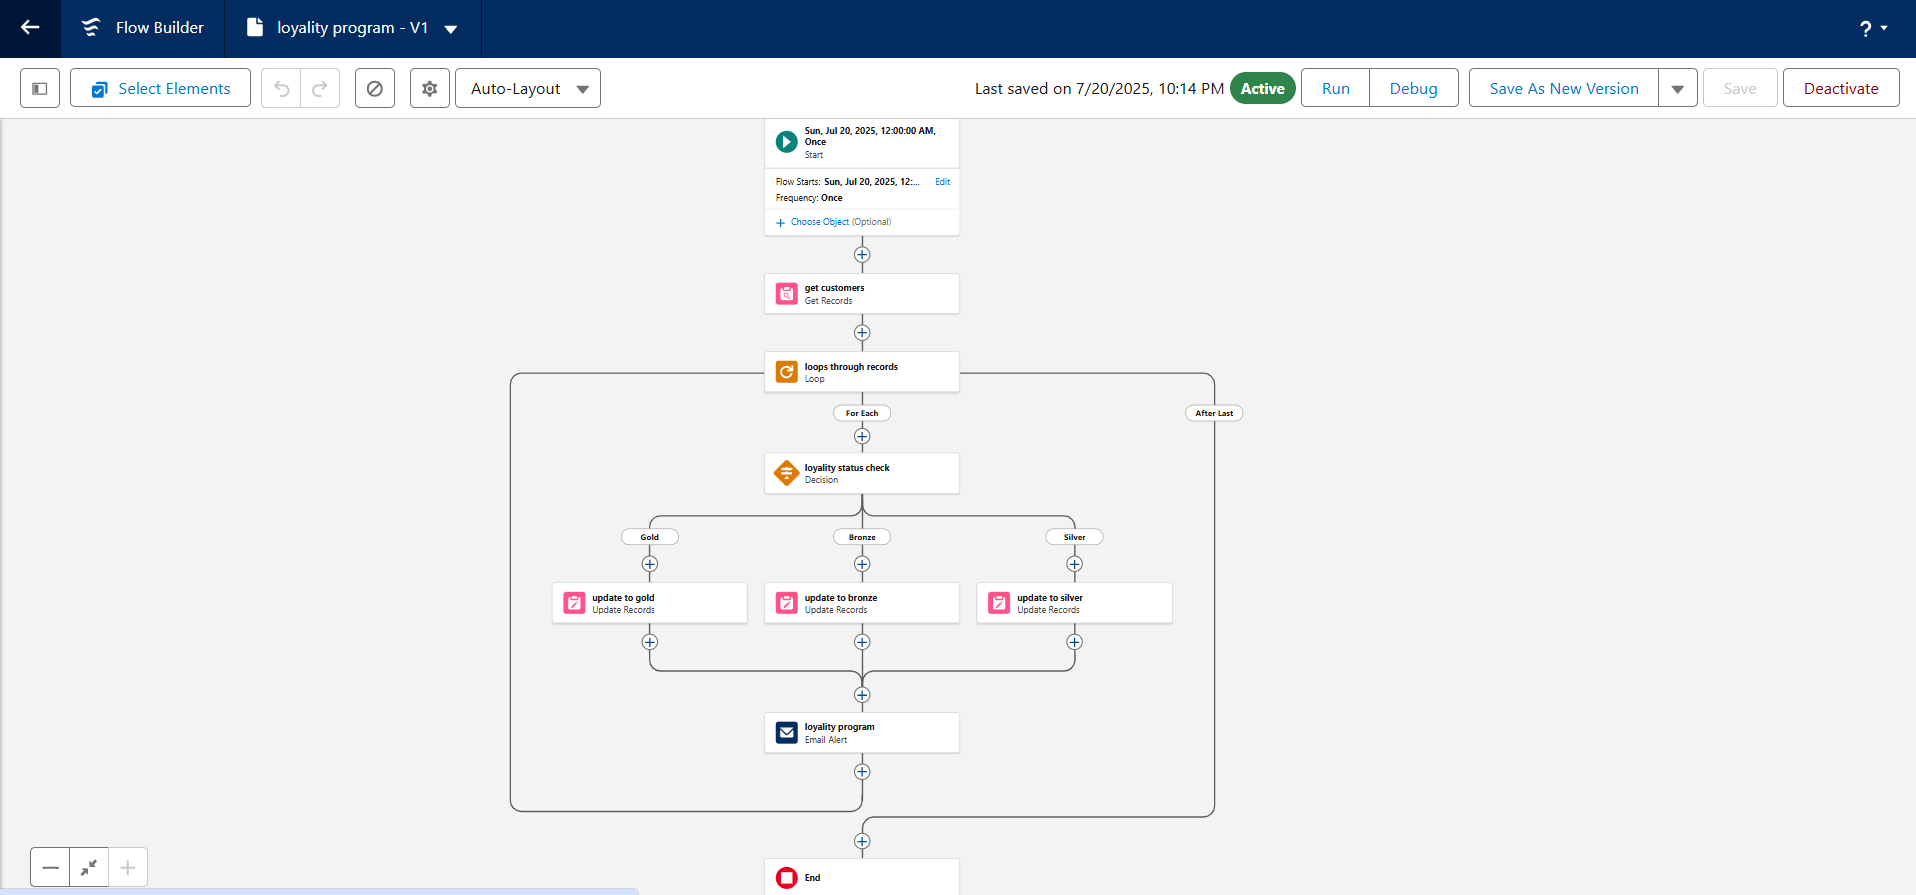 Flow Builder
loyality program - V1
?
Select Elements
Auto-Layout
Last saved on 7/20/2025, 10:14 PM
Active
Run
Debug
Save As New Version
Save
Deactivate
Sun, Jul 20, 2025, 12:00:00 AM,
Once
Start
Flow Starts: Sun, Jul 20, 2025, 12:...
Edit
Frequency: Once
Choose Object (Optional)
get customers
Get Records
loops through records
Loop
For Each
After Last
loyality status check
Decision
Gold
Bronze
Silver
update to gold
Update Records
update to bronze
Update Records
update to silver
Update Records
loyality program
Email Alert
End